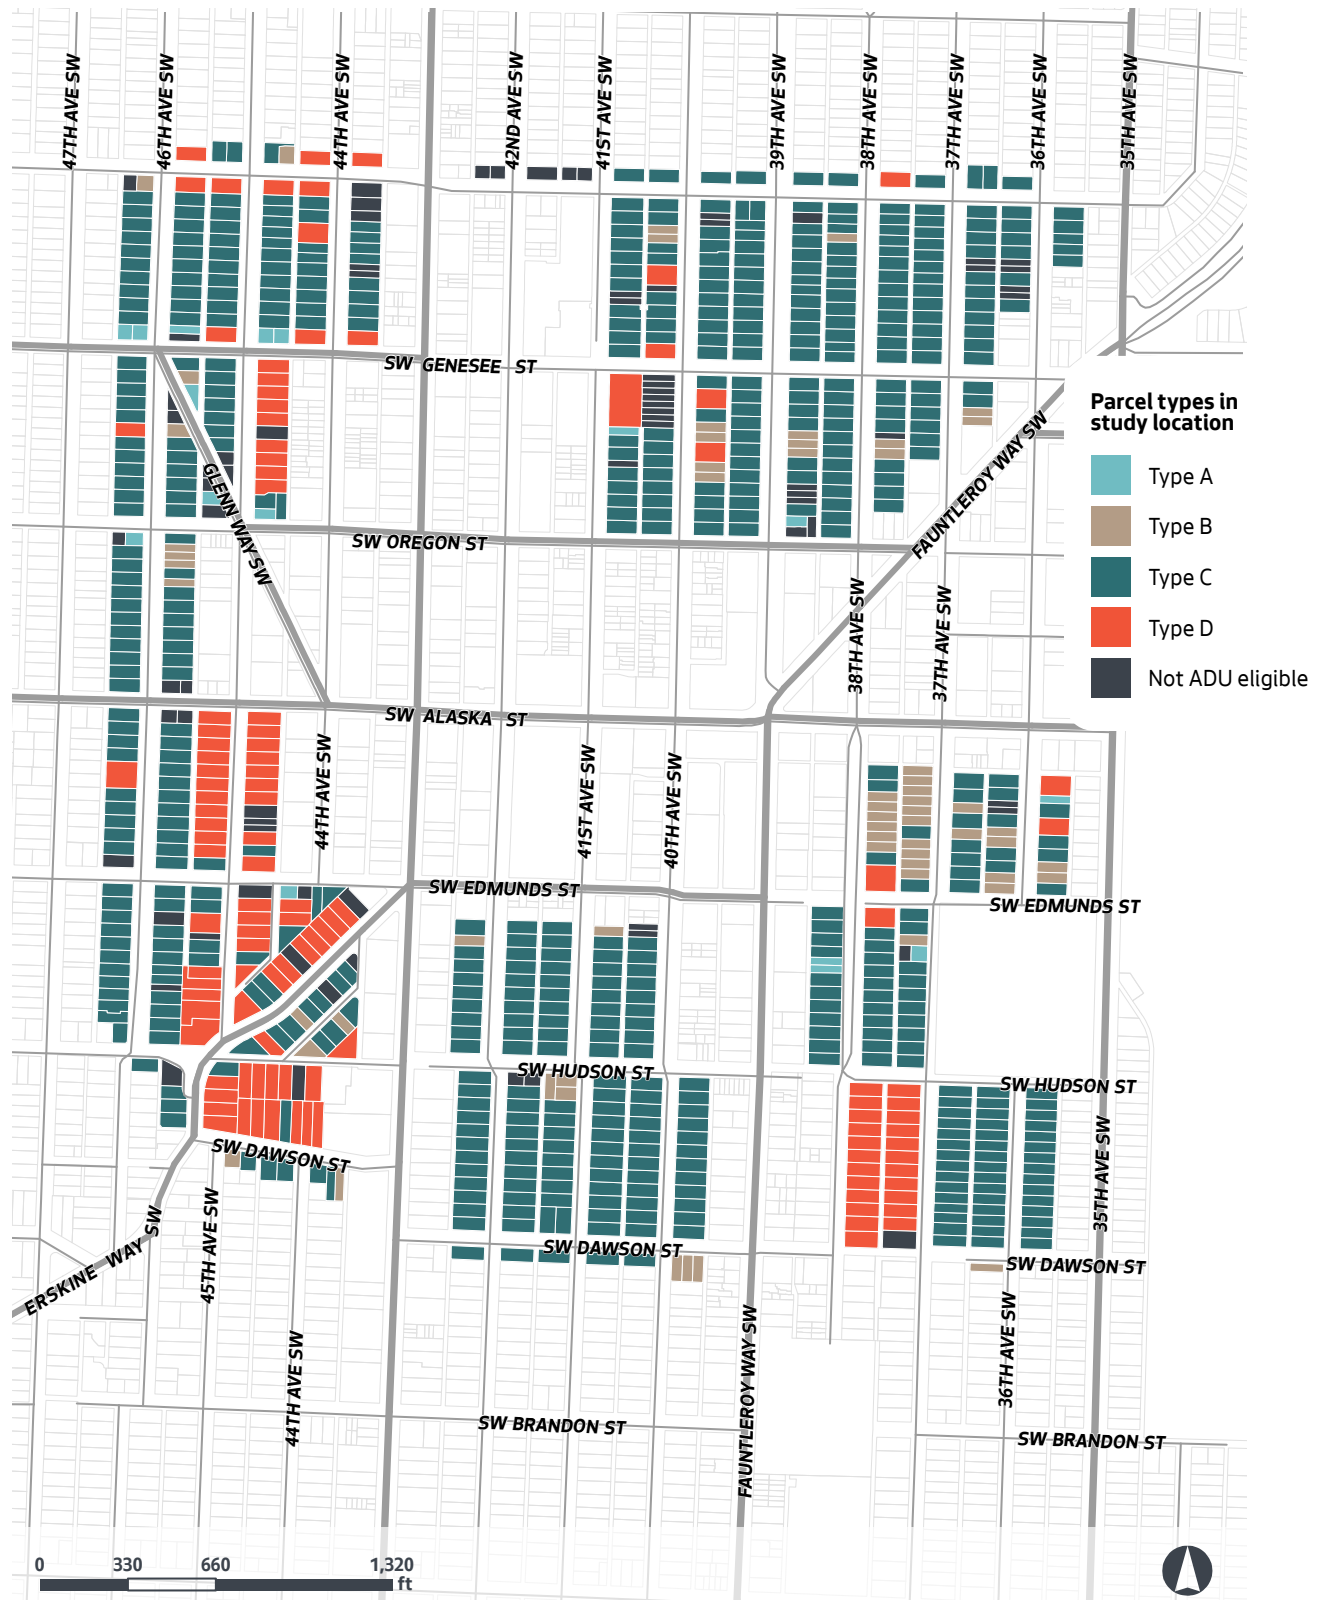 47TH AVE SW
46TH AVE SW
44TH AVE SW
42ND AVE SW
41ST AVE SW
39TH AVE SW
38TH AVE SW
37TH AVE SW
36TH AVE SW
35TH AVE SW
SW GENESEE ST
Parcel types in
study location
Type A
Type B
Type C
Type D
Not ADU eligible
GLENN WAY SW
FAUNTLEROY WAY SW
SW OREGON ST
38TH AVE SW
37TH AVE SW
SW ALASKA ST
44TH AVE SW
41ST AVE SW
40TH AVE SW
SW EDMUNDS ST
SW EDMUNDS ST
SW HUDSON ST
SW HUDSON ST
SW DAWSON ST
35TH AVE SW
45TH AVE SW
ERSKINE WAY SW
SW DAWSON ST
SW DAWSON ST
44TH AVE SW
FAUNTLEROY WAY SW
36TH AVE SW
SW BRANDON ST
SW BRANDON ST
0 330 660 1,320
ft